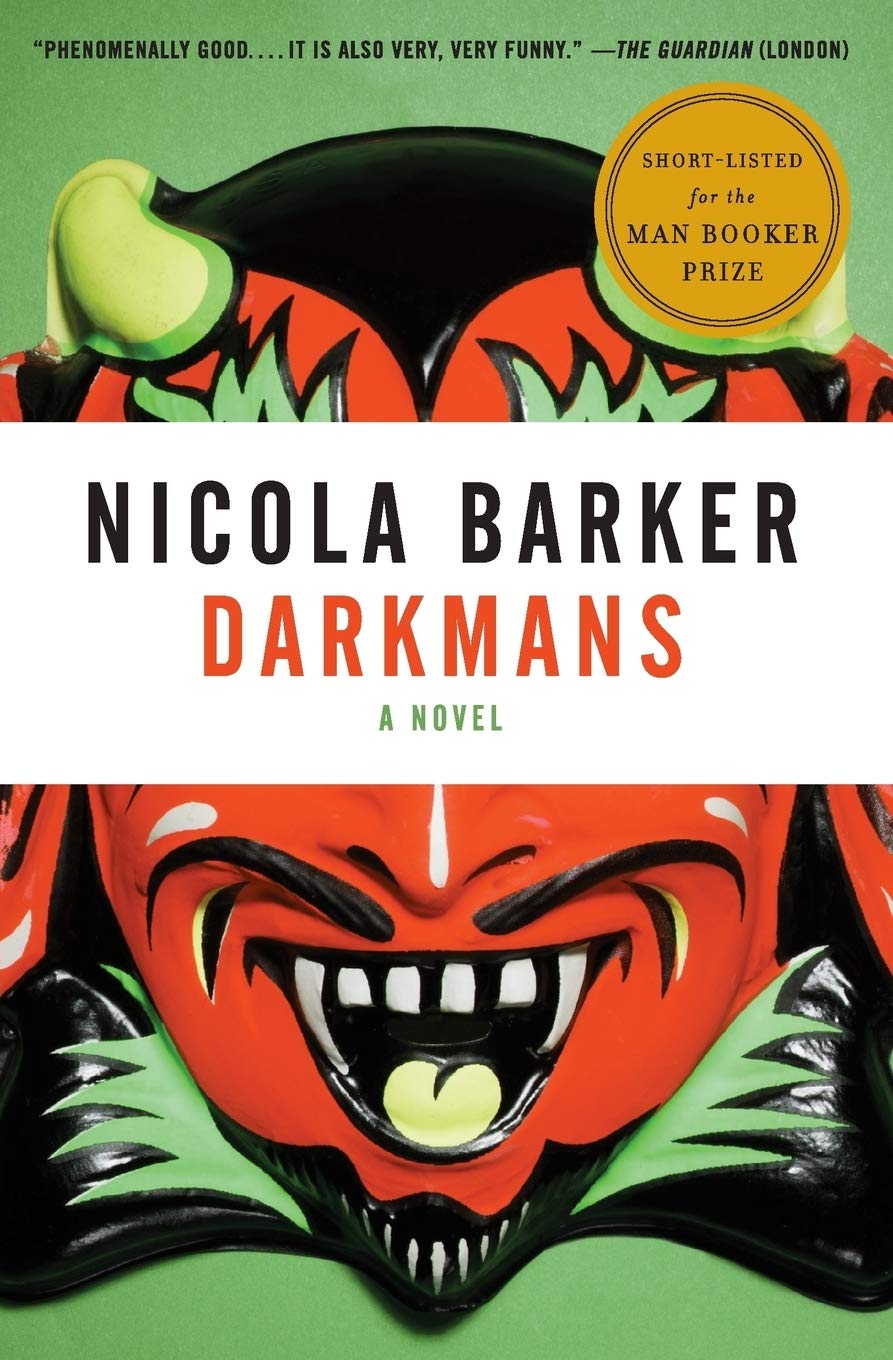 “PHENOMENALLY GOOD. . . . IT IS ALSO VERY, VERY FUNNY.” —THE GUARDIAN (LONDON)
SHORT-LISTED
for the
MAN BOOKER
PRIZE
NICOLA BARKER
DARKMANS
A NOVEL